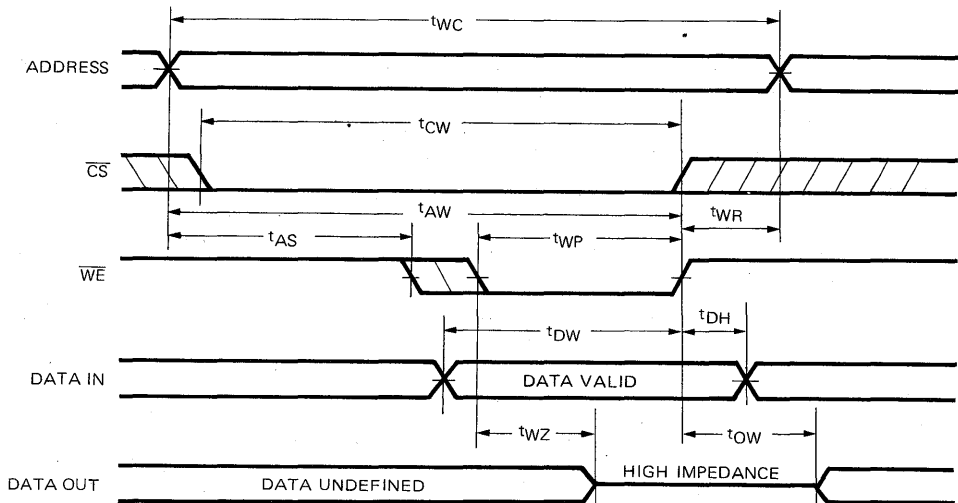 tWC
ADDRESS
tCW
CS
tAW
tWR
tAS
tWP
WE
tDW
tDH
DATA IN
DATA VALID
tWZ
tOW
HIGH IMPEDANCE
DATA OUT
DATA UNDEFINED